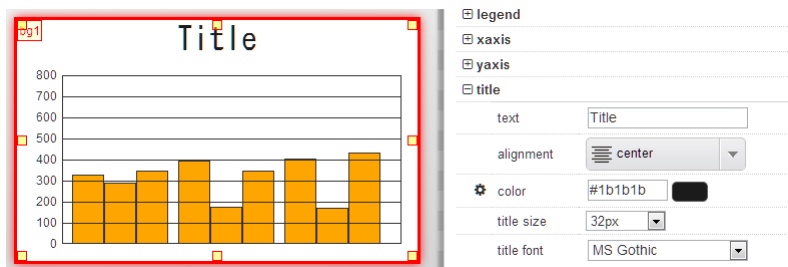 bg1
Title
800
700
600
500
400
300
200
100
0
legend
xaxis
yaxis
title
text Title
alignment center
color #1b1b1b
title size 32px
title font MS Gothic